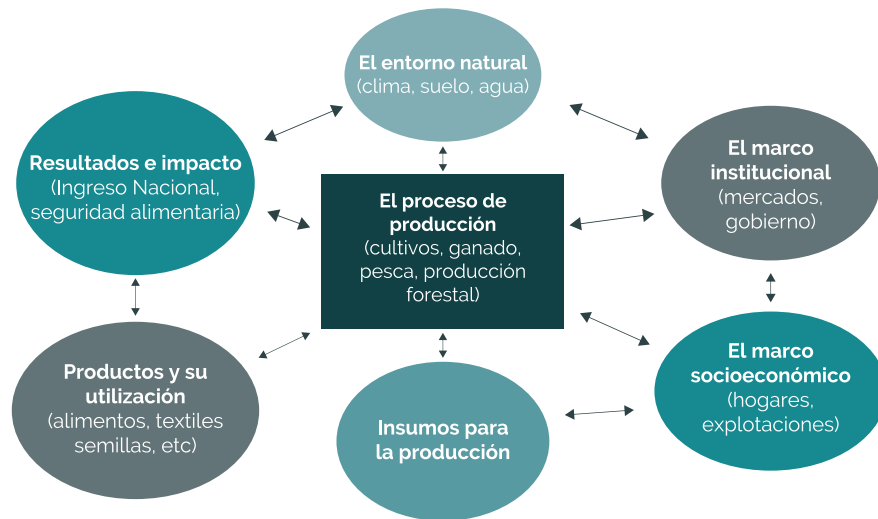 El entorno natural
(clima, suelo, agua)
Resultados e impacto
(Ingreso Nacional,
seguridad alimentaria)
El marco
institucional
(mercados,
gobierno)
El proceso de
producción
(cultivos, ganado,
pesca, producción
forestal)
Productos y su
utilización
(alimentos, textiles
semillas, etc)
Insumos para
la producción
El marco
socioeconómico
(hogares,
explotaciones)